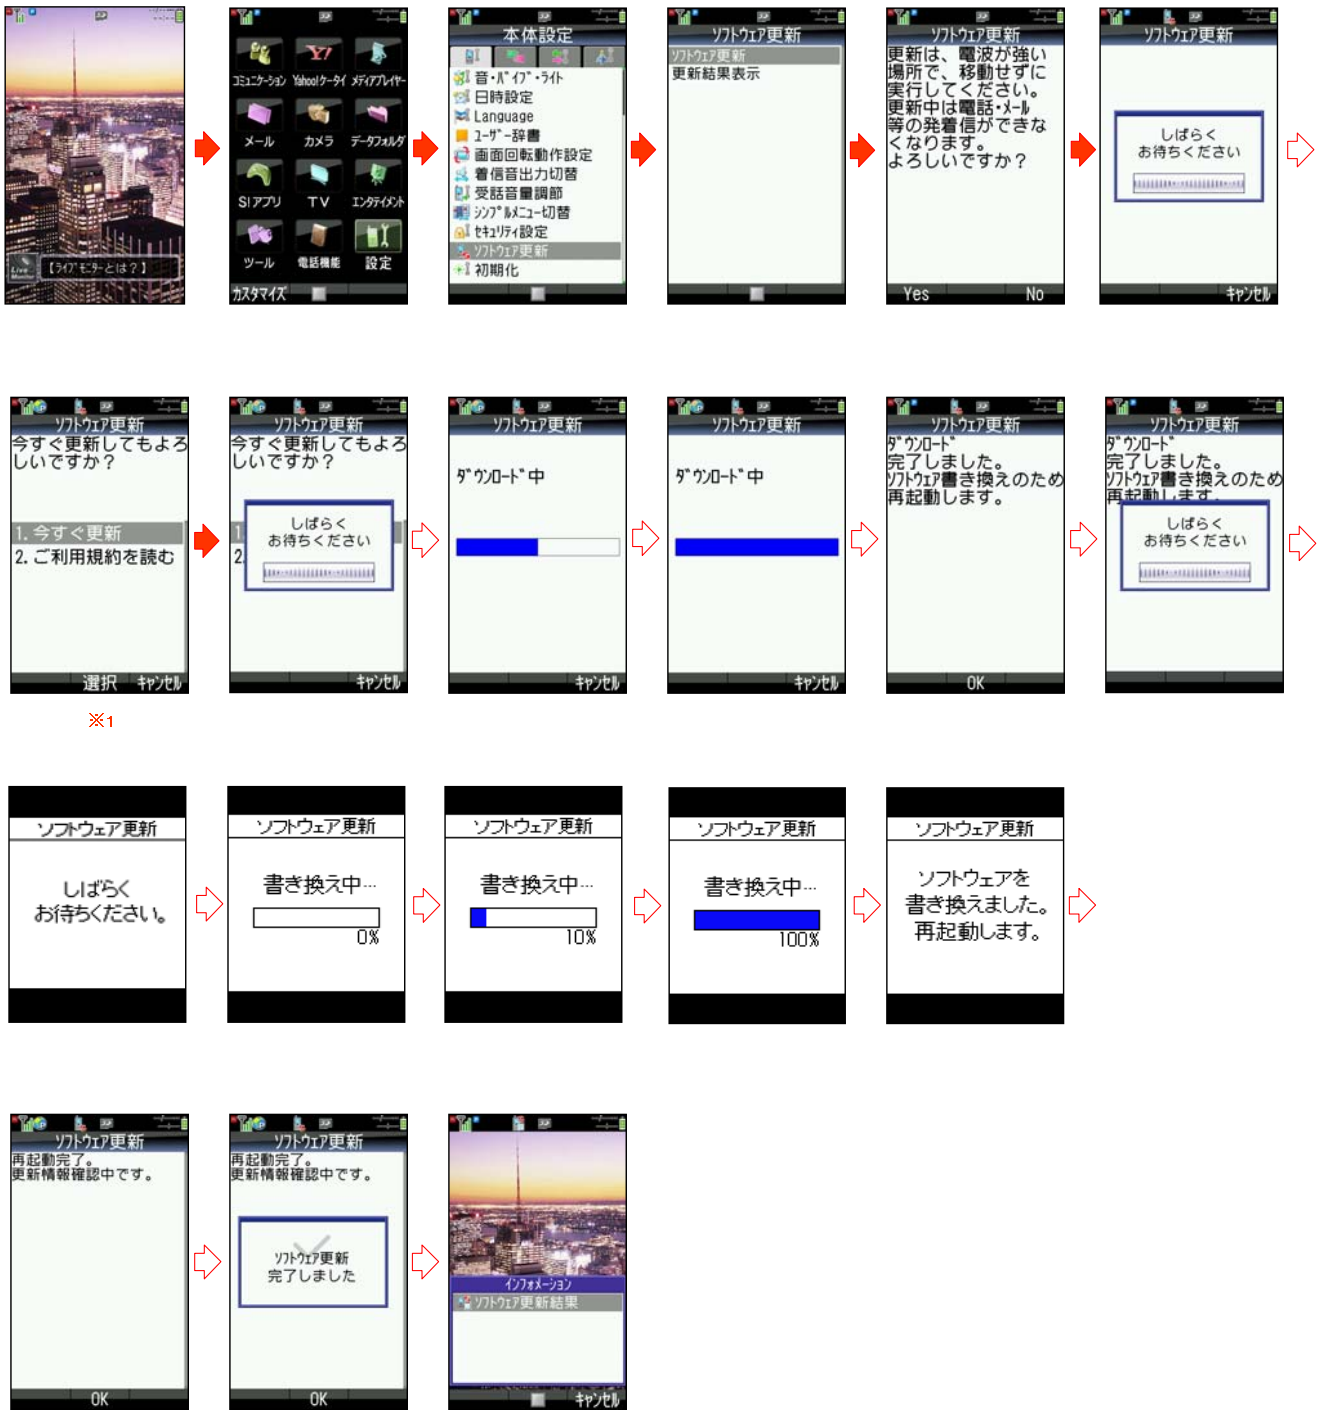 【ライブモニターとは？】
コミュニケーション Yahoo!ケータイ メディアプレイヤー
メール カメラ データフォルダ
S!アプリ TV エンタテイメント
ツール 電話機能 設定
カスタマイズ
本体設定
音・バイブ・ライト
日時設定
Language
ユーザー辞書
画面回転動作設定
着信音出力切替
受話音量調節
シンプルメニュー切替
セキュリティ設定
ソフトウェア更新
初期化
ソフトウェア更新
ソフトウェア更新
更新結果表示
ソフトウェア更新
更新は、電波が強い
場所で、移動せずに
実行してください。
更新中は電話・メール
等の発着信ができな
くなります。
よろしいですか？
Yes No
ソフトウェア更新
しばらく
お待ちください
キャンセル
ソフトウェア更新
今すぐ更新してもよろ
しいですか？
1.今すぐ更新
2.ご利用規約を読む
選択 キャンセル
※1
ソフトウェア更新
今すぐ更新してもよろ
しいですか？
1.
2.
しばらく
お待ちください
キャンセル
ソフトウェア更新
ダウンロード中
キャンセル
ソフトウェア更新
ダウンロード中
キャンセル
ソフトウェア更新
ダウンロード
完了しました。
ソフトウェア書き換えのため
再起動します。
OK
ソフトウェア更新
ダウンロード
完了しました。
ソフトウェア書き換えのため
再起動します。
しばらく
お待ちください
ソフトウェア更新
しばらく
お待ちください。
ソフトウェア更新
書き換え中…
0%
ソフトウェア更新
書き換え中…
10%
ソフトウェア更新
書き換え中…
100%
ソフトウェア更新
ソフトウェアを
書き換えました。
再起動します。
ソフトウェア更新
再起動完了。
更新情報確認中です。
OK
ソフトウェア更新
再起動完了。
更新情報確認中です。
ソフトウェア更新
完了しました
OK
インフォメーション
ソフトウェア更新結果
キャンセル